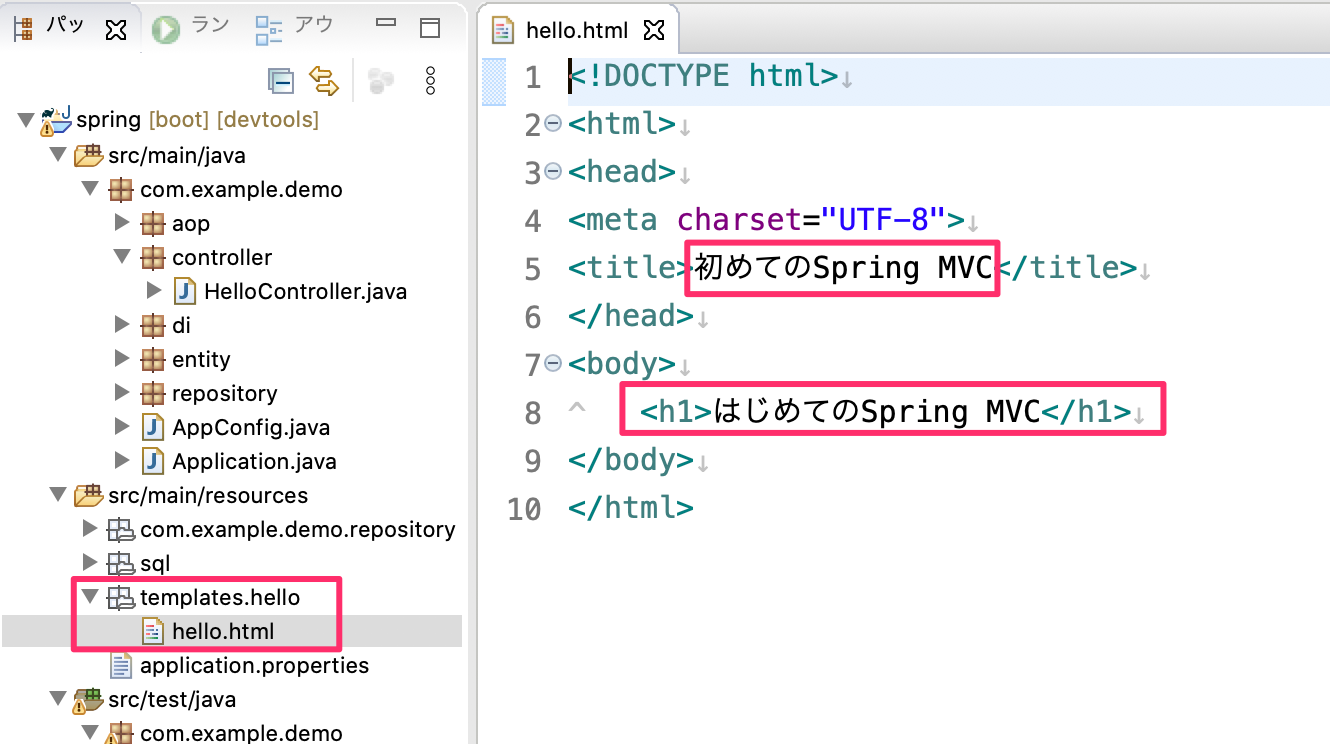 パッ ラン アウ
spring [boot] [devtools]
src/main/java
com.example.demo
aop
controller
HelloController.java
di
entity
repository
AppConfig.java
Application.java
src/main/resources
com.example.demo.repository
sql
templates.hello
hello.html
application.properties
src/test/java
com.example.demo
hello.html
1 <!DOCTYPE html>↓
2 <html>↓
3 <head>↓
4 <meta charset="UTF-8">↓
5 <title>初めてのSpring MVC</title>↓
6 </head>↓
7 <body>↓
8 ^ <h1>はじめてのSpring MVC</h1>↓
9 </body>↓
10 </html>